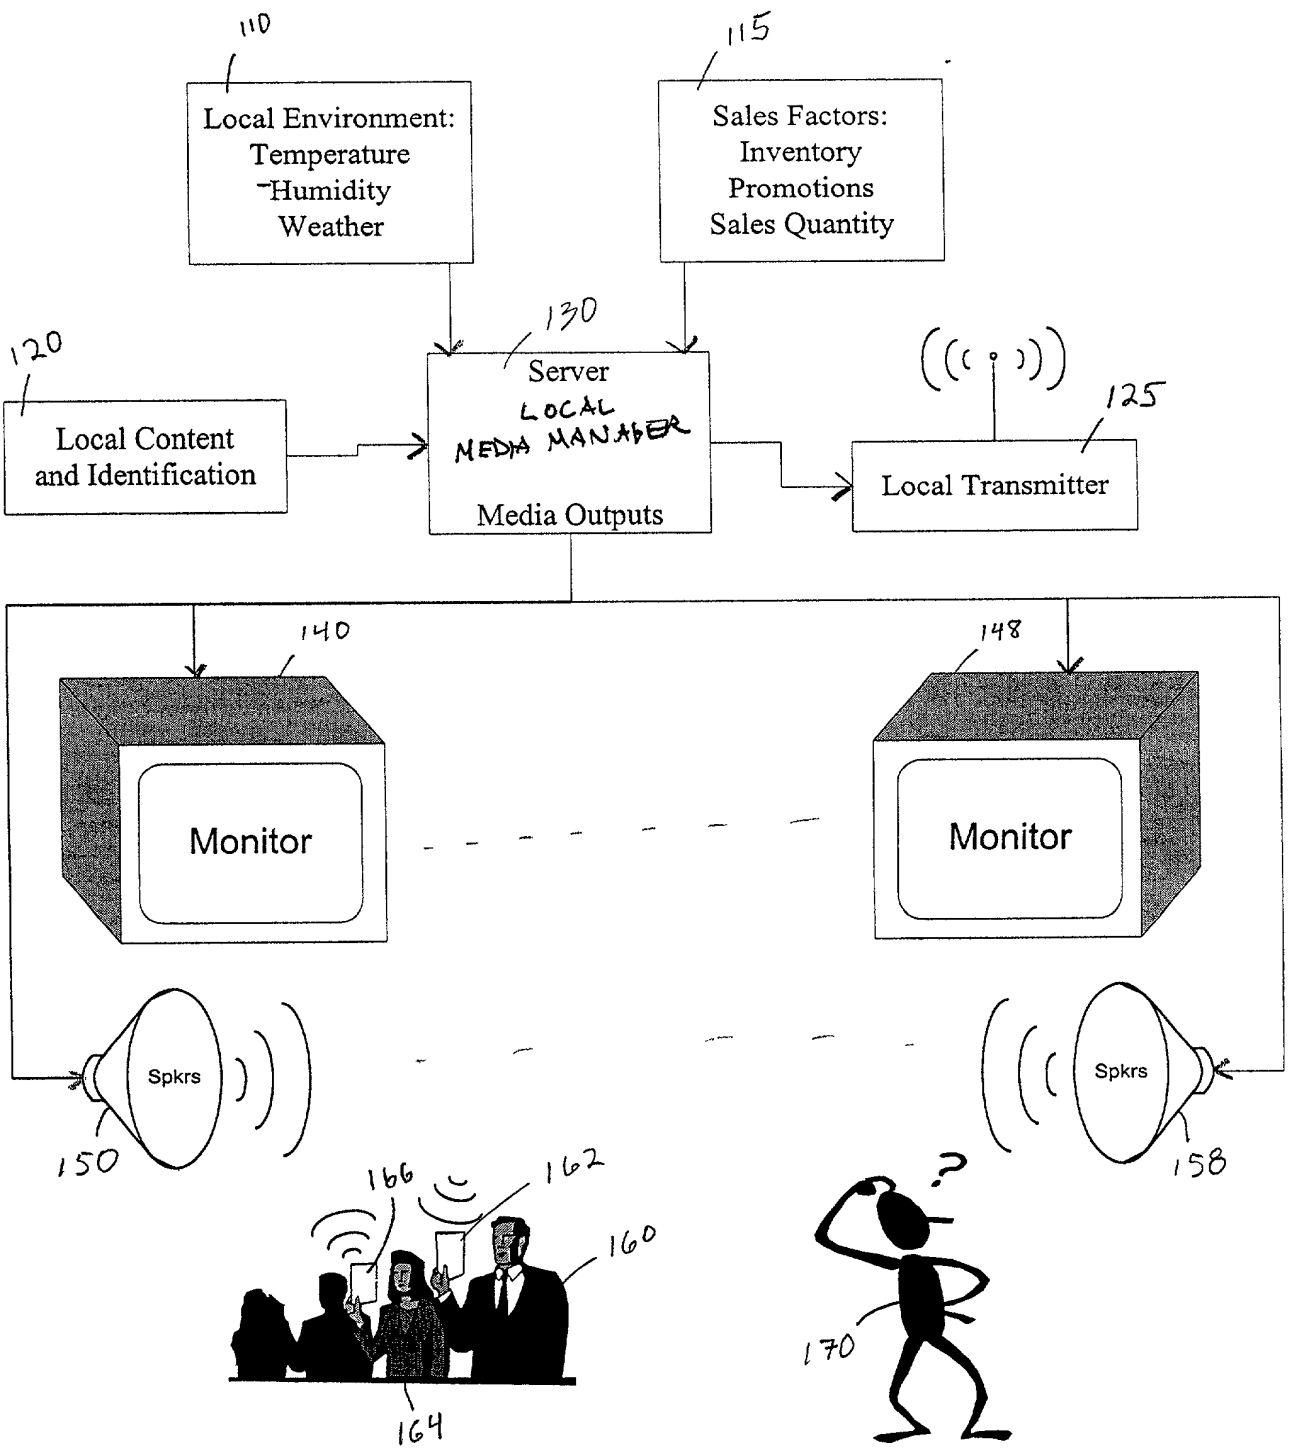 110
115
Local Environment:
Temperature
Humidity
Weather
Sales Factors:
Inventory
Promotions
Sales Quantity
120
130
125
Local Content
and Identification
Server
LOCAL
MEDIA MANAGER
Media Outputs
Local Transmitter
140
148
Monitor
Monitor
Spkrs
Spkrs
150
158
166
162
?
160
170
164